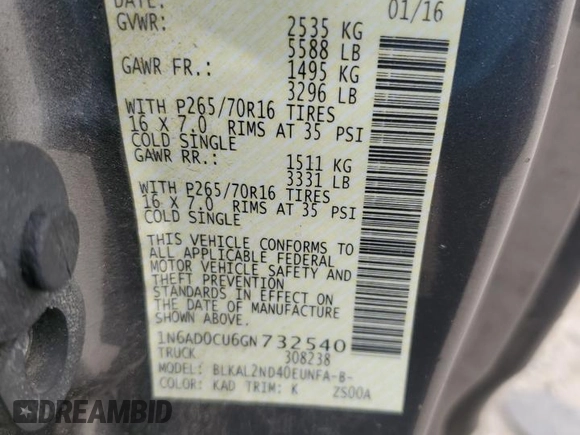 DATE:
01/16
GVWR: 2535 KG
5588 LB
GAWR FR.: 1495 KG
3296 LB
WITH P265/70R16 TIRES
16 X 7.0 RIMS AT 35 PSI
COLD SINGLE
GAWR RR.: 1511 KG
3331 LB
WITH P265/70R16 TIRES
16 X 7.0 RIMS AT 35 PSI
COLD SINGLE
THIS VEHICLE CONFORMS TO
ALL APPLICABLE FEDERAL
MOTOR VEHICLE SAFETY AND
THEFT PREVENTION
STANDARDS IN EFFECT ON
THE DATE OF MANUFACTURE
SHOWN ABOVE.
1N6AD0CU6GN732540
TRUCK 308238
MODEL: BLKAL2ND40EUNFA-B-
COLOR: KAD TRIM: K ZS00A
DREAMBID